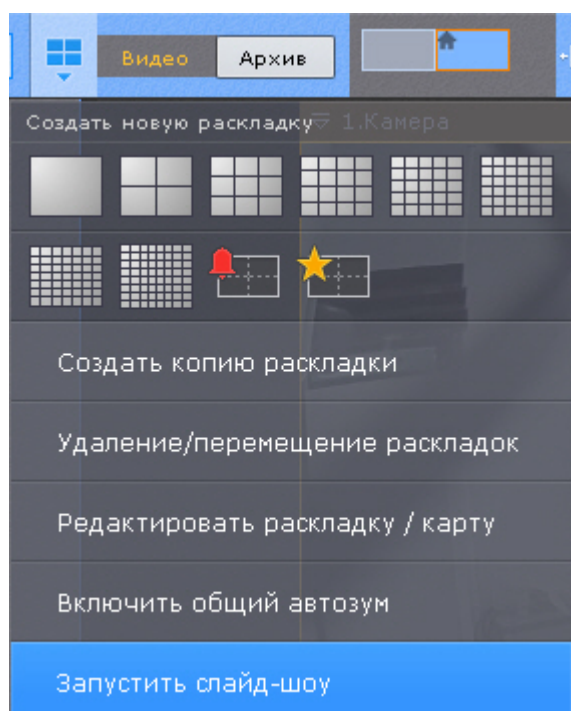 Видео Архив
Создать новую раскладку 1.Камера
Создать копию раскладки
Удаление/перемещение раскладок
Редактировать раскладку / карту
Включить общий автозум
Запустить слайд-шоу